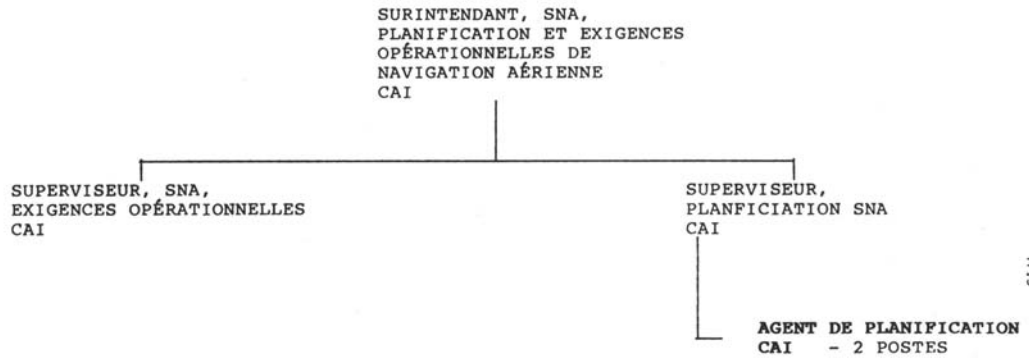 SURINTENDANT, SNA,
PLANIFICATION ET EXIGENCES
OPÉRATIONNELLES DE
NAVIGATION AÉRIENNE
CAI
SUPERVISEUR, SNA,
EXIGENCES OPÉRATIONNELLES
CAI
SUPERVISEUR,
PLANFICIATION SNA
CAI
AGENT DE PLANIFICATION
CAI - 2 POSTES